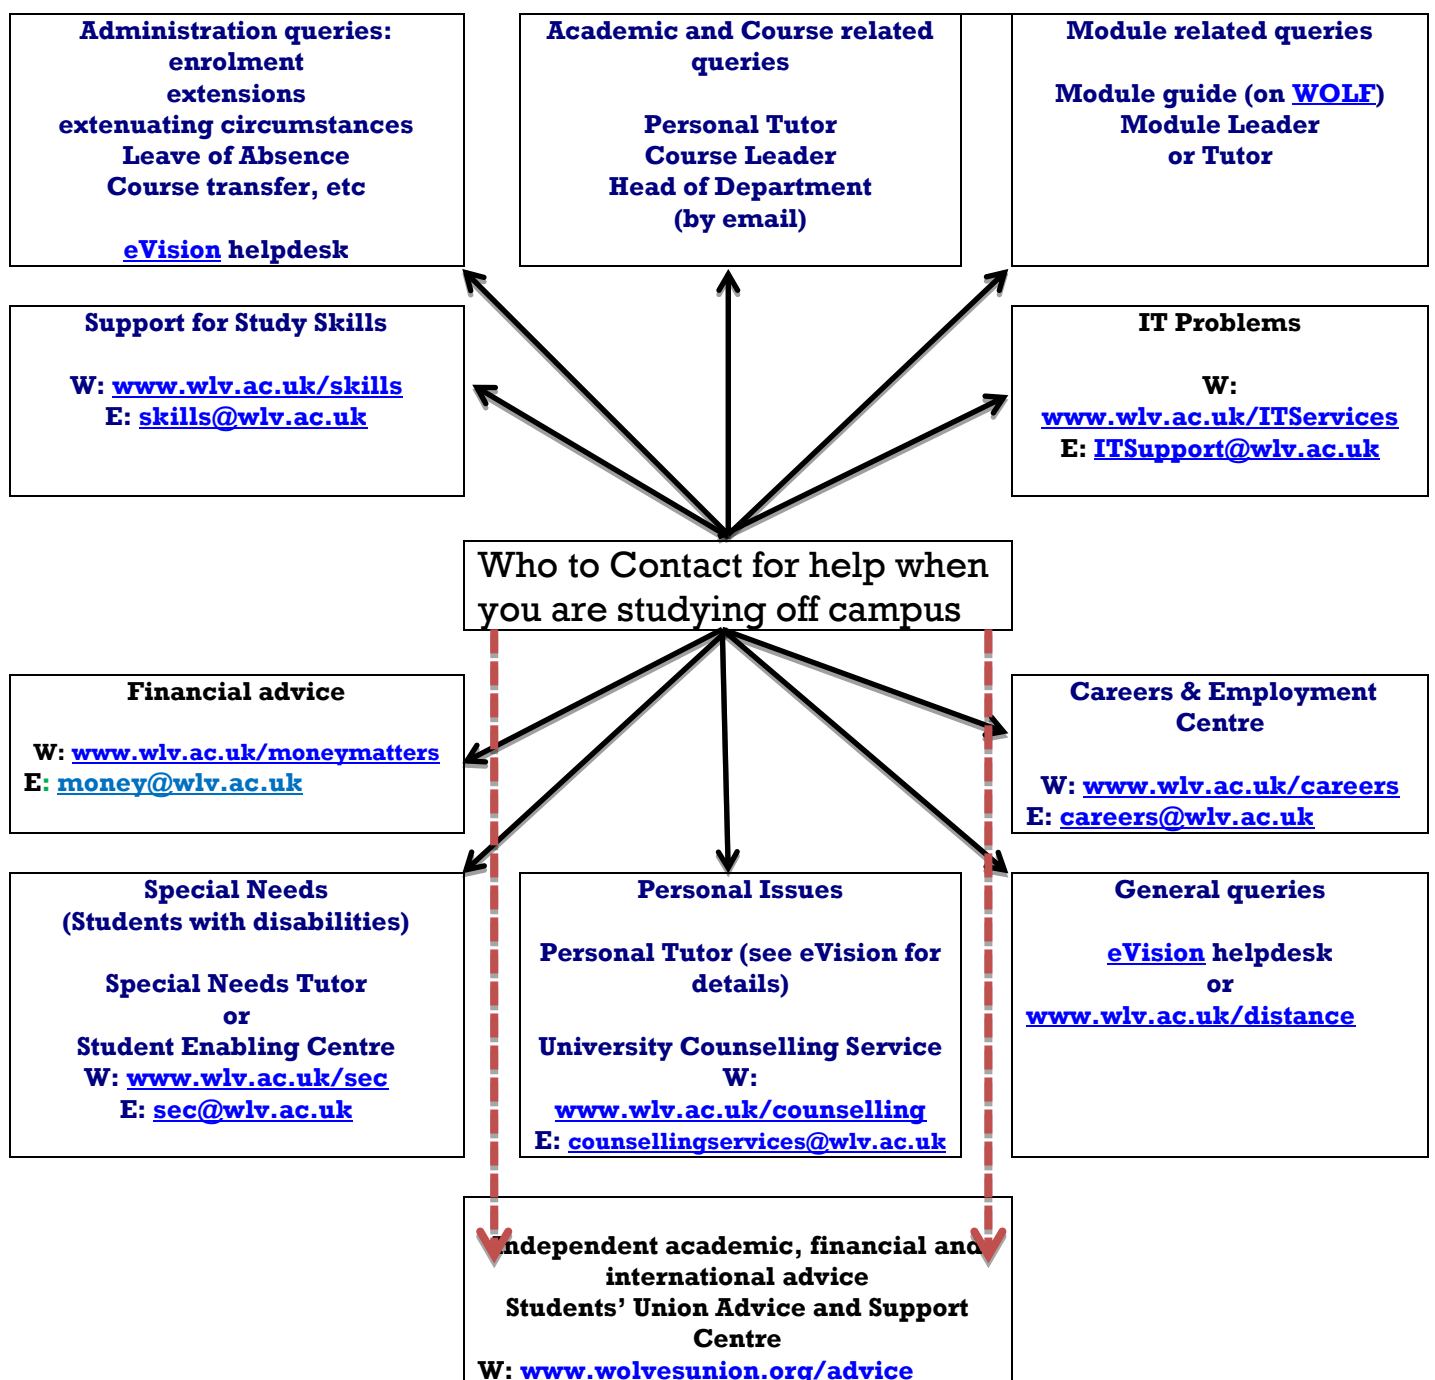 Administration queries:
enrolment
extensions
extenuating circumstances
Leave of Absence
Course transfer, etc
eVision helpdesk
Academic and Course related
queries
Personal Tutor
Course Leader
Head of Department
(by email)
Module related queries
Module guide (on WOLF)
Module Leader
or Tutor
Support for Study Skills
W: www.wlv.ac.uk/skills
E: skills@wlv.ac.uk
IT Problems
W:
www.wlv.ac.uk/ITServices
E: ITSupport@wlv.ac.uk
Who to Contact for help when
you are studying off campus
Financial advice
W: www.wlv.ac.uk/moneymatters
E: money@wlv.ac.uk
Careers & Employment
Centre
W: www.wlv.ac.uk/careers
E: careers@wlv.ac.uk
Special Needs
(Students with disabilities)
Special Needs Tutor
or
Student Enabling Centre
W: www.wlv.ac.uk/sec
E: sec@wlv.ac.uk
Personal Issues
Personal Tutor (see eVision for
details)
University Counselling Service
W:
www.wlv.ac.uk/counselling
E: counsellingservices@wlv.ac.uk
General queries
eVision helpdesk
or
www.wlv.ac.uk/distance
Independent academic, financial and
international advice
Students’ Union Advice and Support
Centre
W: www.wolvesunion.org/advice